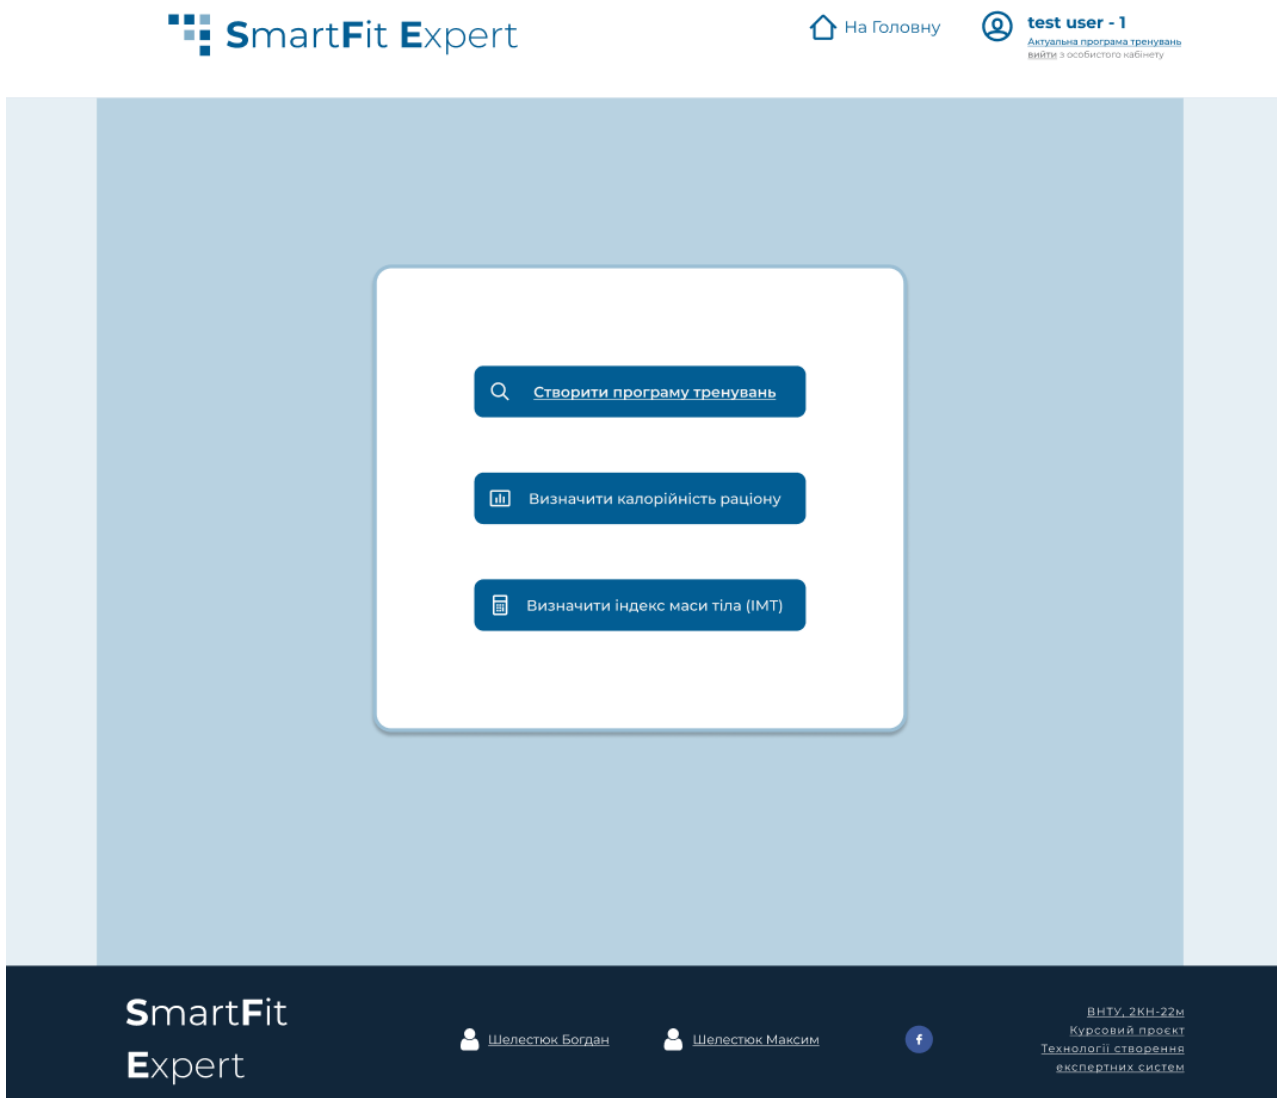 SmartFit Expert
На Головну
test user - 1
Актуальна програма тренувань
вийти з особистого кабінету
Створити програму тренувань
Визначити калорійність раціону
Визначити індекс маси тіла (ІМТ)
SmartFit
Expert
Шелестюк Богдан
Шелестюк Максим
f
ВНТУ, 2КН-22м
Курсовий проєкт
Технології створення
експертних систем